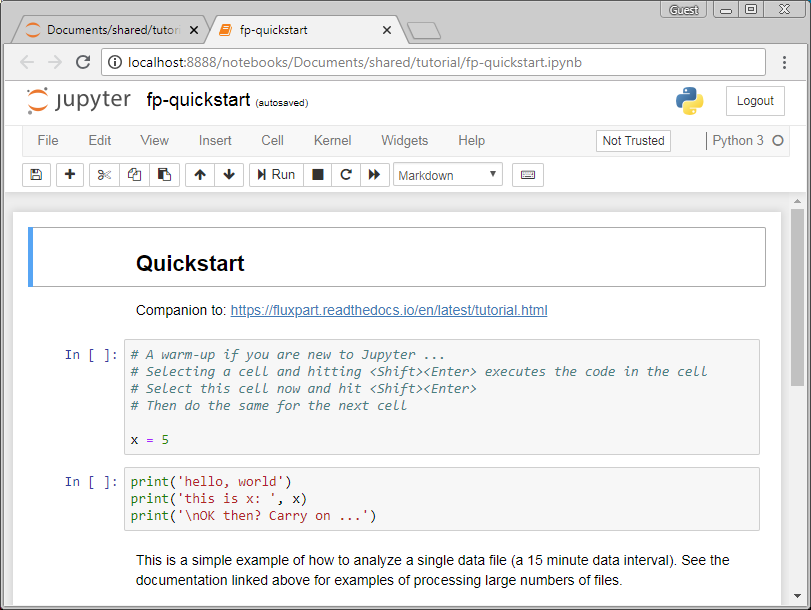 Guest
Documents/shared/tutor
fp-quickstart
localhost:8888/notebooks/Documents/shared/tutorial/fp-quickstart.ipynb
jupyter fp-quickstart (autosaved)
Logout
File Edit View Insert Cell Kernel Widgets Help Not Trusted Python 3
Run Markdown
Quickstart
Companion to: https://fluxpart.readthedocs.io/en/latest/tutorial.html
In [ ]: # A warm-up if you are new to Jupyter ...
# Selecting a cell and hitting <Shift><Enter> executes the code in the cell
# Select this cell now and hit <Shift><Enter>
# Then do the same for the next cell
x = 5
In [ ]: print('hello, world')
print('this is x: ', x)
print('\nOK then? Carry on ...')
This is a simple example of how to analyze a single data file (a 15 minute data interval). See the
documentation linked above for examples of processing large numbers of files.